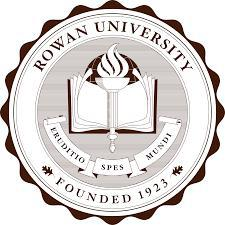 ROWAN UNIVERSITY
ERUDITIO
SPES
MUNDI
FOUNDED 1923